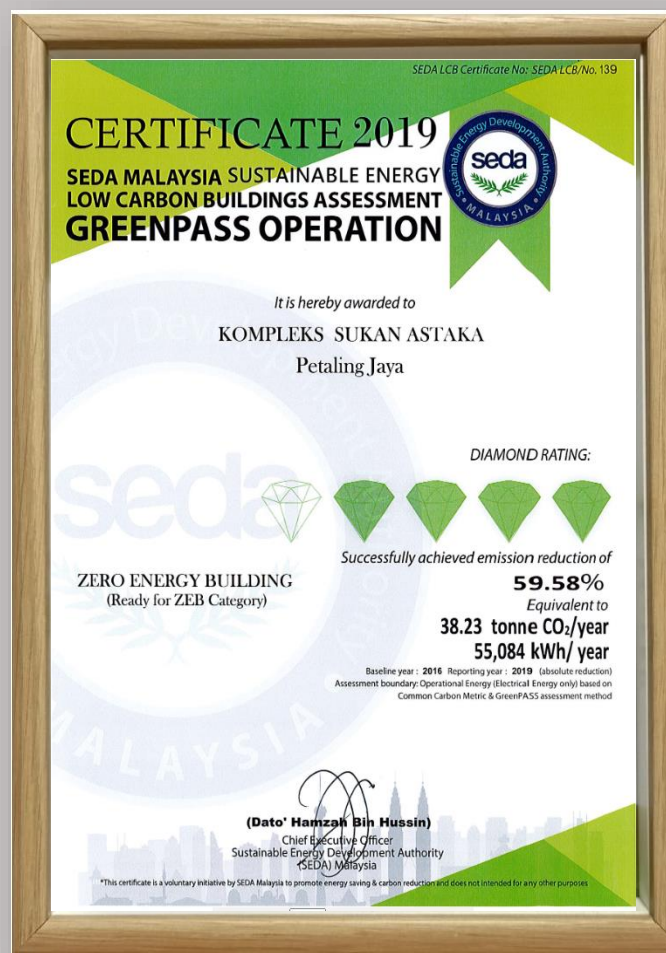 SEDA LCB Certificate No: SEDA LCB/No. 139
CERTIFICATE 2019
SEDA MALAYSIA SUSTAINABLE ENERGY
LOW CARBON BUILDINGS ASSESSMENT
GREENPASS OPERATION
Sustainable Energy Development Authority
seda
• MALAYSIA •
It is hereby awarded to
KOMPLEKS SUKAN ASTAKA
Petaling Jaya
DIAMOND RATING:
Successfully achieved emission reduction of
ZERO ENERGY BUILDING
(Ready for ZEB Category)
59.58%
Equivalent to
38.23 tonne CO₂/year
55,084 kWh/ year
Baseline year : 2016 Reporting year : 2019 (absolute reduction)
Assessment boundary: Operational Energy (Electrical Energy only) based on
Common Carbon Metric & GreenPASS assessment method
seda
MALAYSIA
(Dato' Hamzah Bin Hussin)
Chief Executive Officer
Sustainable Energy Development Authority
(SEDA) Malaysia
*This certificate is a voluntary initiative by SEDA Malaysia to promote energy saving & carbon reduction and does not intended for any other purposes